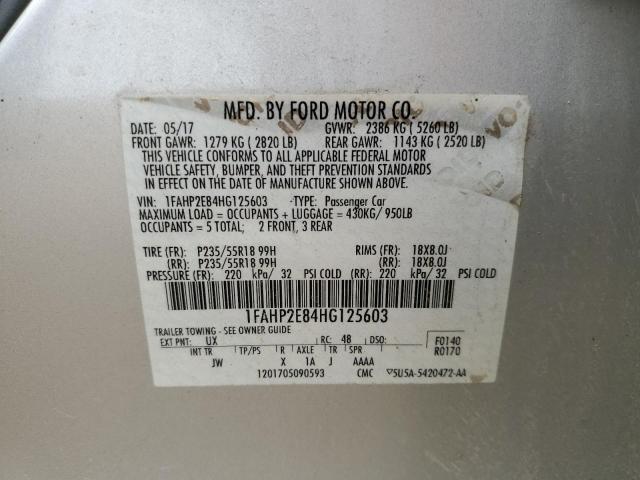 MFD. BY FORD MOTOR CO.
DATE: 05/17 GVWR: 2386 KG ( 5260 LB)
FRONT GAWR: 1279 KG ( 2820 LB) REAR GAWR: 1143 KG ( 2520 LB)
THIS VEHICLE CONFORMS TO ALL APPLICABLE FEDERAL MOTOR
VEHICLE SAFETY, BUMPER, AND THEFT PREVENTION STANDARDS
IN EFFECT ON THE DATE OF MANUFACTURE SHOWN ABOVE.
VIN: 1FAHP2E84HG125603 TYPE: Passenger Car
MAXIMUM LOAD = OCCUPANTS + LUGGAGE = 430KG/ 950LB
OCCUPANTS = 5 TOTAL; 2 FRONT, 3 REAR
TIRE (FR): P235/55R18 99H RIMS (FR): 18X8.0J
(RR): P235/55R18 99H (RR): 18X8.0J
PRESSURE (FR): 220 kPa/ 32 PSI COLD (RR): 220 kPa/ 32 PSI COLD
1FAHP2E84HG125603
TRAILER TOWING - SEE OWNER GUIDE
EXT PNT: UX RC: 48 DSO: F0140
INT TR TP/PS R AXLE TR SPR R0170
JW X 1A J AAAA
1201705090593 CMC ▽5U5A-5420472-AA